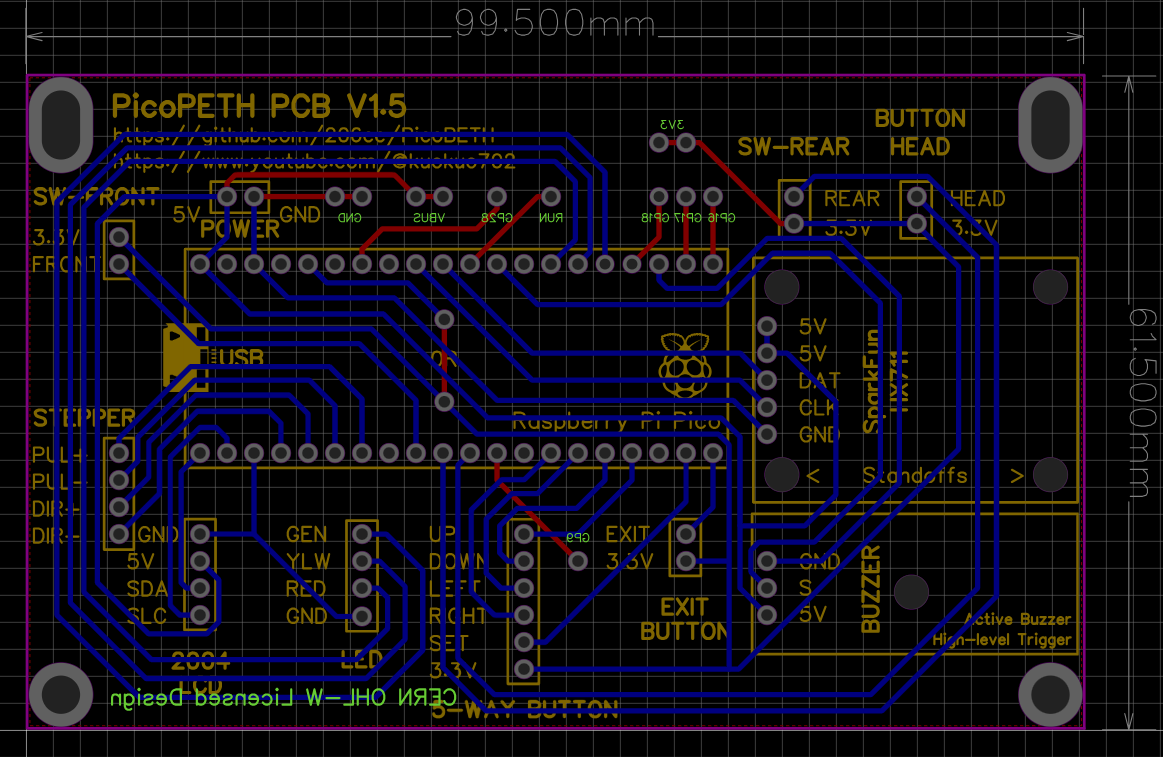 99.500mm
61.500mm
PicoPETH PCB V1.5
https://github.com/206cc/PicoBETH
https://www.youtube.com/@kuokuo702
BUTTON
HEAD
SW-REAR
3V3
SW-FRONT
5V
GND
POWER
GND
VBUS
GP28
RUN
GP18
GP17
GP16
REAR
3.3V
HEAD
3.3V
3.3V
FRONT
USB
0R
Raspberry Pi Pico
5V
5V
DAT
CLK
GND
SparkFun
HX711
< Standoffs >
STEPPER
PUL+
PUL-
DIR+
DIR-
GND
5V
SDA
SLC
2004
LCD
GEN
YLW
RED
GND
LED
UP
DOWN
LEFT
RIGHT
SET
3.3V
5-WAY BUTTON
GP9
EXIT
3.3V
EXIT
BUTTON
GND
S
5V
BUZZER
Active Buzzer
High-level Trigger
CERN OHL-W Licensed Design